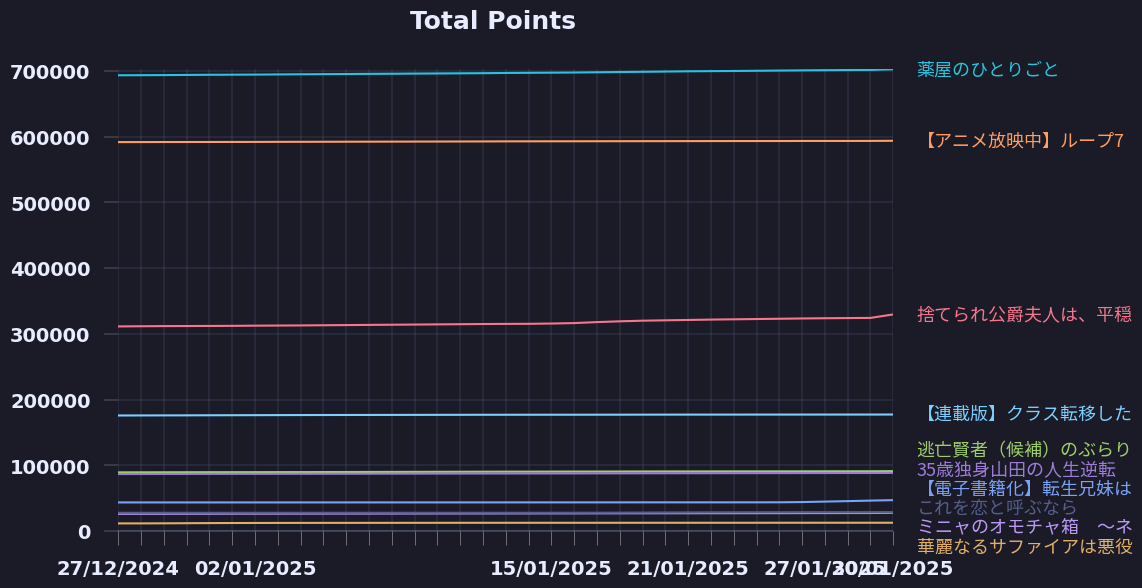 Total Points
700000
600000
500000
400000
300000
200000
100000
0
薬屋のひとりごと
【アニメ放映中】ループ7
捨てられ公爵夫人は、平穏
【連載版】クラス転移した
逃亡賢者（候補）のぶらり
35歳独身山田の人生逆転
【電子書籍化】転生兄妹は
これを恋と呼ぶなら
ミニャのオモチャ箱　～ネ
華麗なるサファイアは悪役
27/12/2024 02/01/2025 15/01/2025 21/01/2025 27/01/2025 30/01/2025